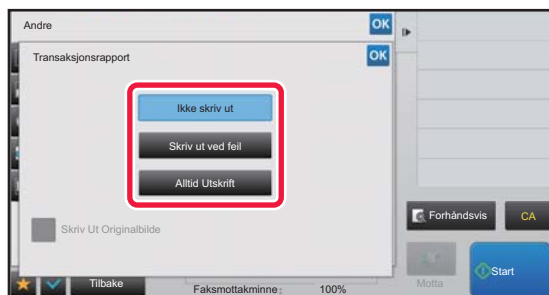 Andre
OK
Transaksjonsrapport
OK
Ikke skriv ut
Skriv ut ved feil
Alltid Utskrift
Skriv Ut Originalbilde
Forhåndsvis
CA
Tilbake
Faksmottakminne:
100%
Motta
Start